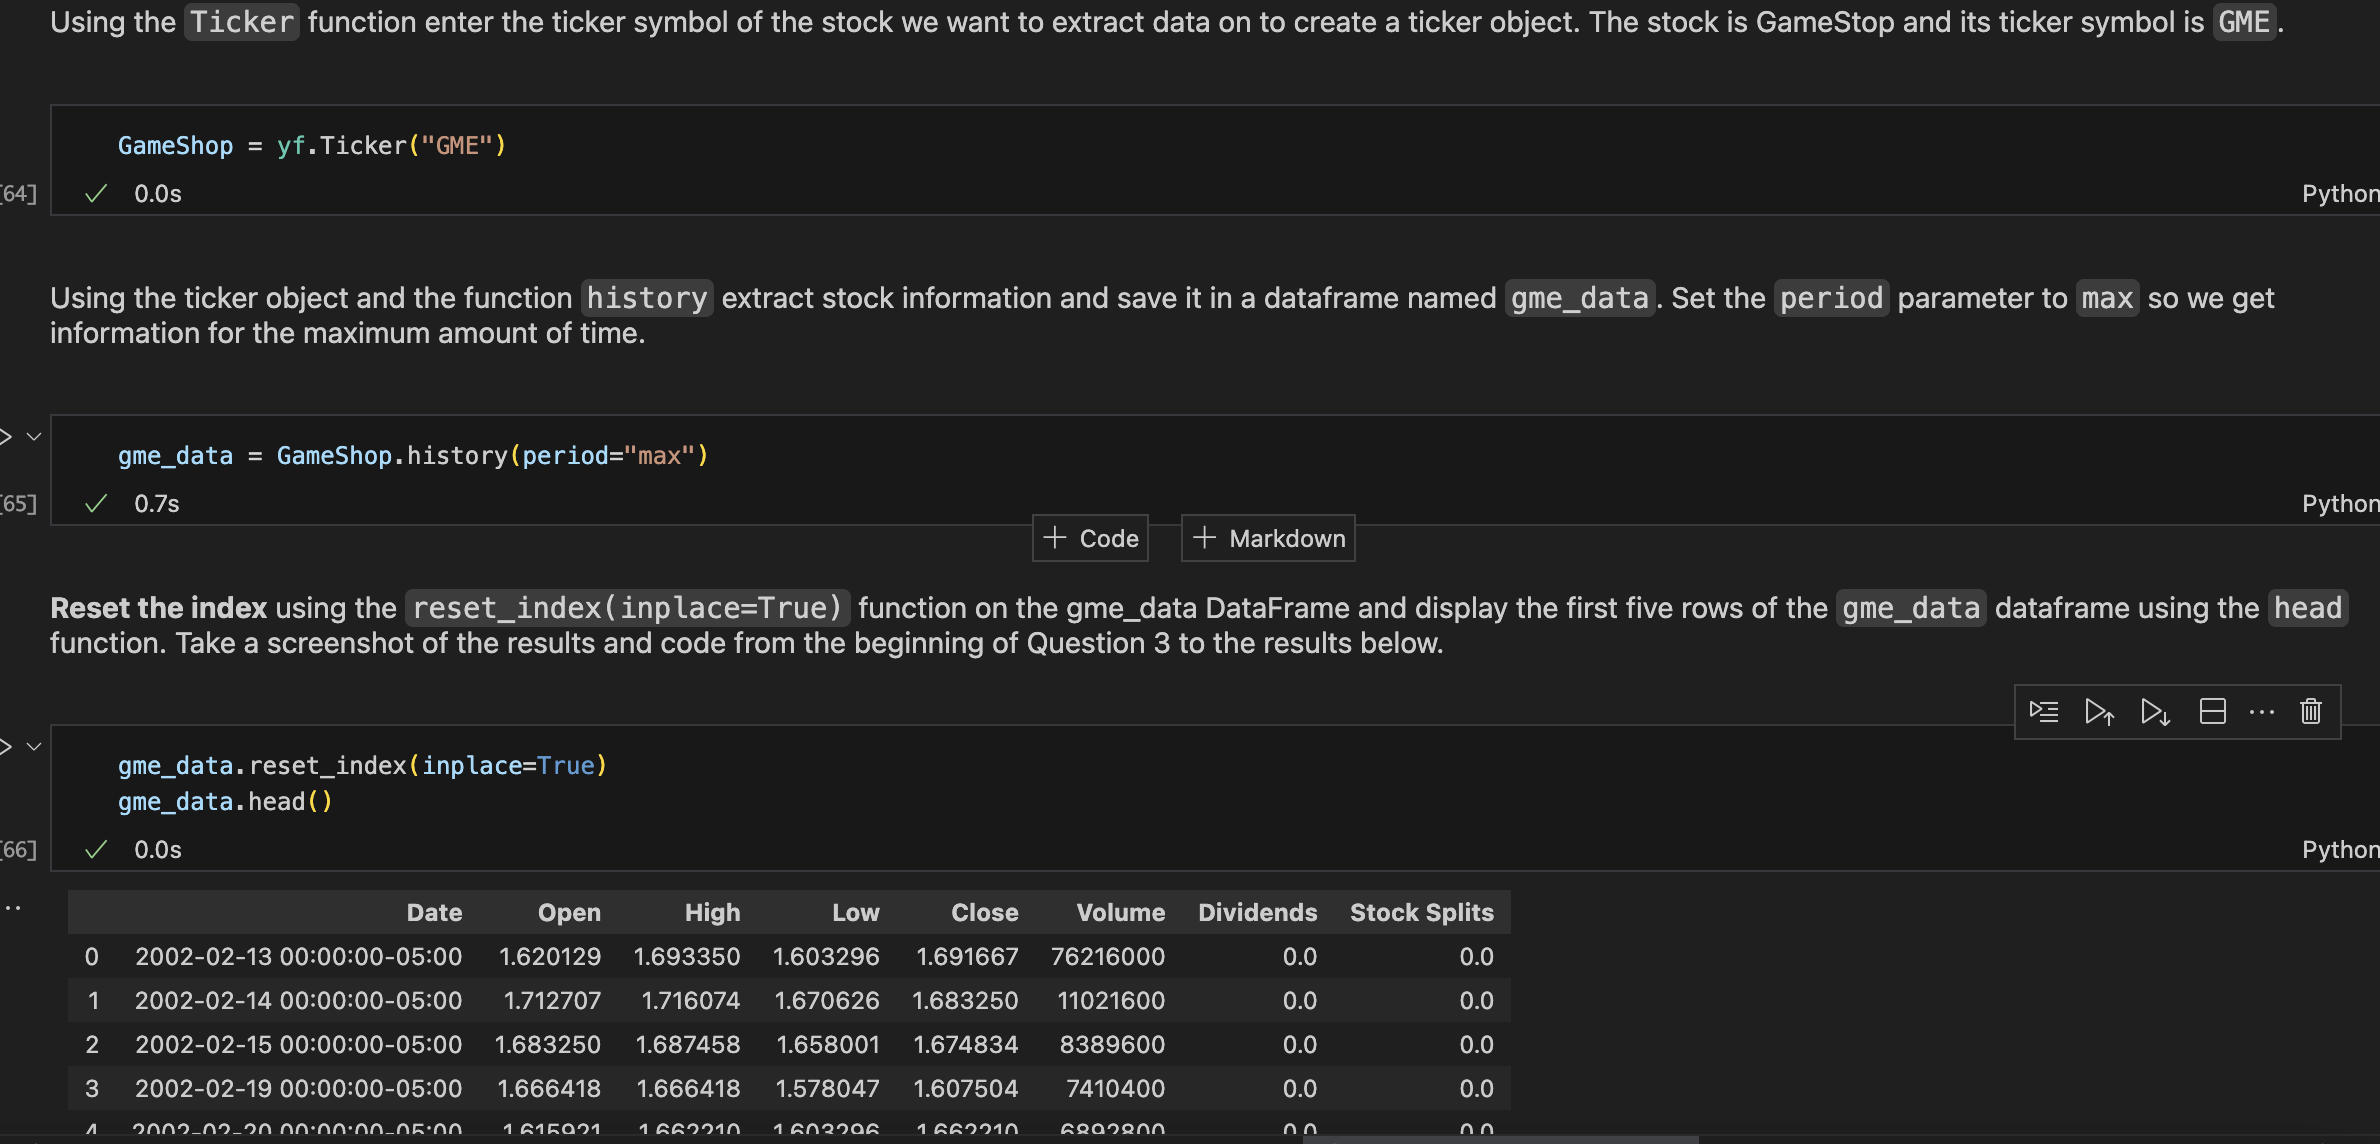 Using the Ticker function enter the ticker symbol of the stock we want to extract data on to create a ticker object. The stock is GameStop and its ticker symbol is GME.
GameShop = yf.Ticker("GME")
[64]
0.0s
Python
Using the ticker object and the function history extract stock information and save it in a dataframe named gme_data. Set the period parameter to max so we get
information for the maximum amount of time.
gme_data = GameShop.history(period="max")
[65]
0.7s
Python
+ Code + Markdown
Reset the index using the reset_index(inplace=True) function on the gme_data DataFrame and display the first five rows of the gme_data dataframe using the head
function. Take a screenshot of the results and code from the beginning of Question 3 to the results below.
gme_data.reset_index(inplace=True)
gme_data.head()
[66]
0.0s
Python
Date Open High Low Close Volume Dividends Stock Splits
0 2002-02-13 00:00:00-05:00 1.620129 1.693350 1.603296 1.691667 76216000 0.0 0.0
1 2002-02-14 00:00:00-05:00 1.712707 1.716074 1.670626 1.683250 11021600 0.0 0.0
2 2002-02-15 00:00:00-05:00 1.683250 1.687458 1.658001 1.674834 8389600 0.0 0.0
3 2002-02-19 00:00:00-05:00 1.666418 1.666418 1.578047 1.607504 7410400 0.0 0.0
4 2002-02-20 00:00:00-05:00 1.615921 1.662210 1.603296 1.662210 6892800 0.0 0.0